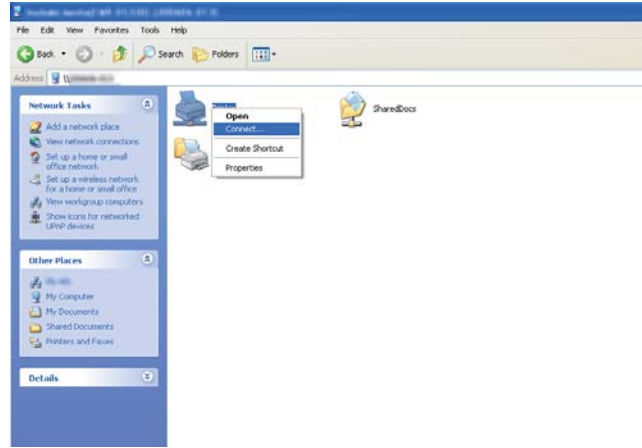 File Edit View Favorites Tools Help
Back Search Folders
Address \\
Network Tasks
Add a network place
View network connections
Set up a home or small
office network
Set up a wireless network
for a home or small office
View workgroup computers
Show icons for networked
UPnP devices
Open
Connect...
Create Shortcut
Properties
SharedDocs
Other Places
My Computer
My Documents
Shared Documents
Printers and Faxes
Details